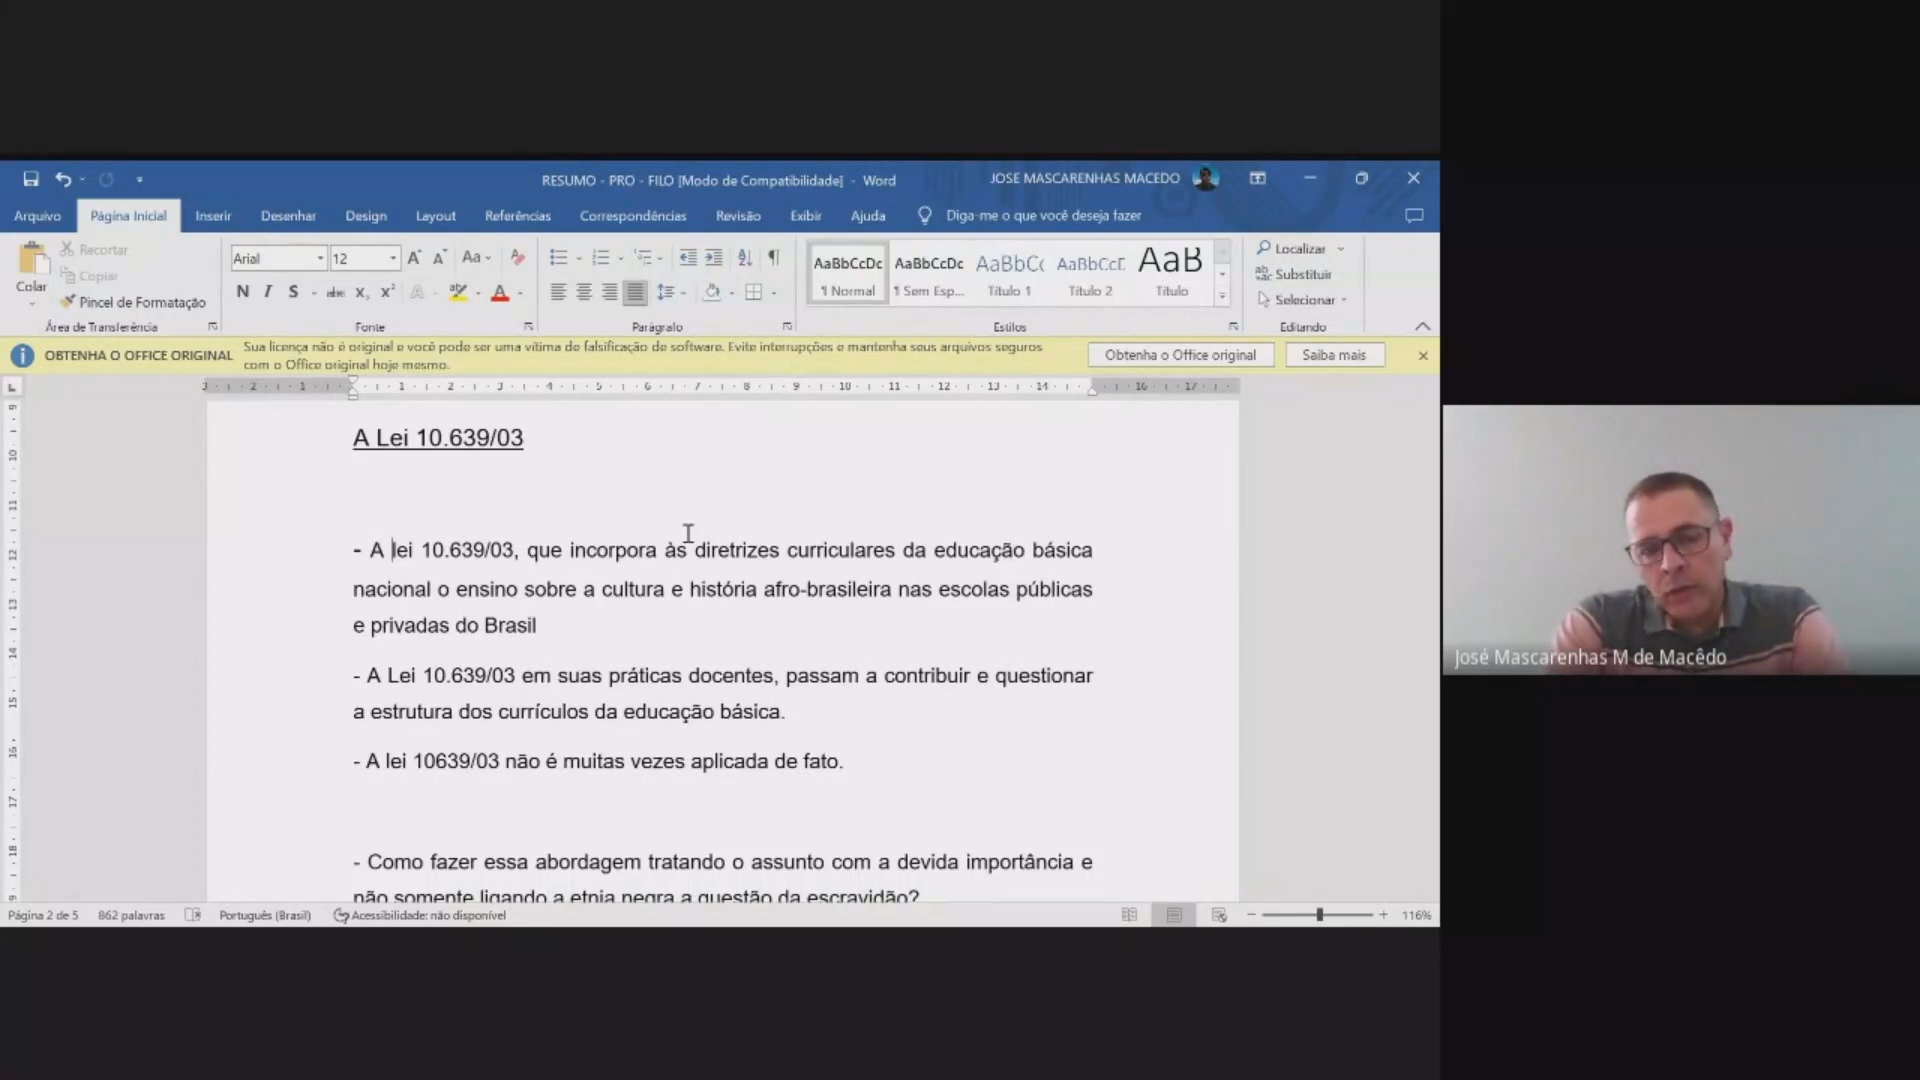 RESUMO - PRO - FILO [Modo de Compatibilidade] - Word
JOSE MASCARENHAS MACEDO
Arquivo Página Inicial Inserir Desenhar Design Layout Referências Correspondências Revisão Exibir Ajuda Diga-me o que você deseja fazer
Colar
Recortar
Copiar
Pincel de Formatação
Área de Transferência
Arial 12
N I S
Fonte
Parágrafo
AaBbCcDc AaBbCcDc AaBbCc AaBbCcE AaB
¶ Normal ¶ Sem Esp... Título 1 Título 2 Título
Estilos
Localizar
Substituir
Selecionar
Editando
OBTENHA O OFFICE ORIGINAL
Sua licença não é original e você pode ser uma vítima de falsificação de software. Evite interrupções e mantenha seus arquivos seguros
com o Office original hoje mesmo.
Obtenha o Office original Saiba mais
A Lei 10.639/03
- A lei 10.639/03, que incorpora às diretrizes curriculares da educação básica
nacional o ensino sobre a cultura e história afro-brasileira nas escolas públicas
e privadas do Brasil
- A Lei 10.639/03 em suas práticas docentes, passam a contribuir e questionar
a estrutura dos currículos da educação básica.
- A lei 10639/03 não é muitas vezes aplicada de fato.
- Como fazer essa abordagem tratando o assunto com a devida importância e
não somente ligando a etnia negra a questão da escravidão?
Página 2 de 5 862 palavras Português (Brasil) Acessibilidade: não disponível 116%
José Mascarenhas M de Macêdo